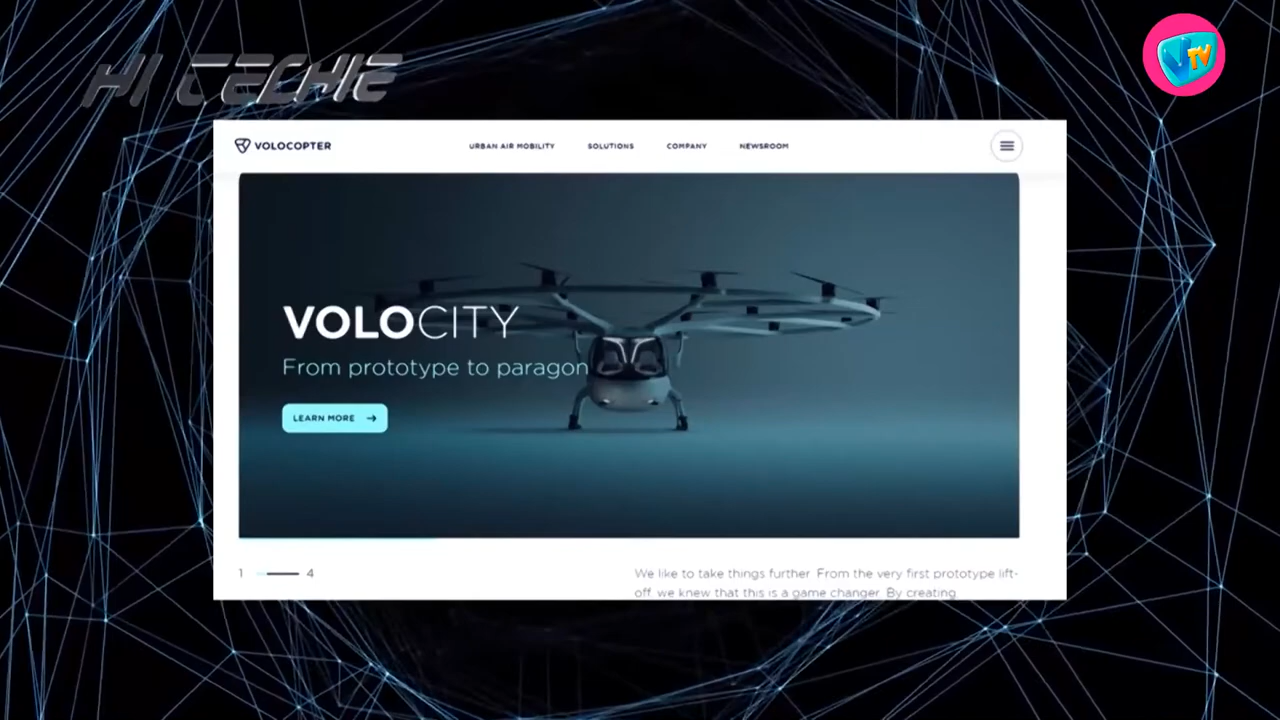 HI TECHIE
VTV
VOLOCOPTER
URBAN AIR MOBILITY SOLUTIONS COMPANY NEWSROOM
VOLOCITY
From prototype to paragon
LEARN MORE →
1 4
We like to take things further. From the very first prototype lift-
off, we knew that this is a game changer. By creating